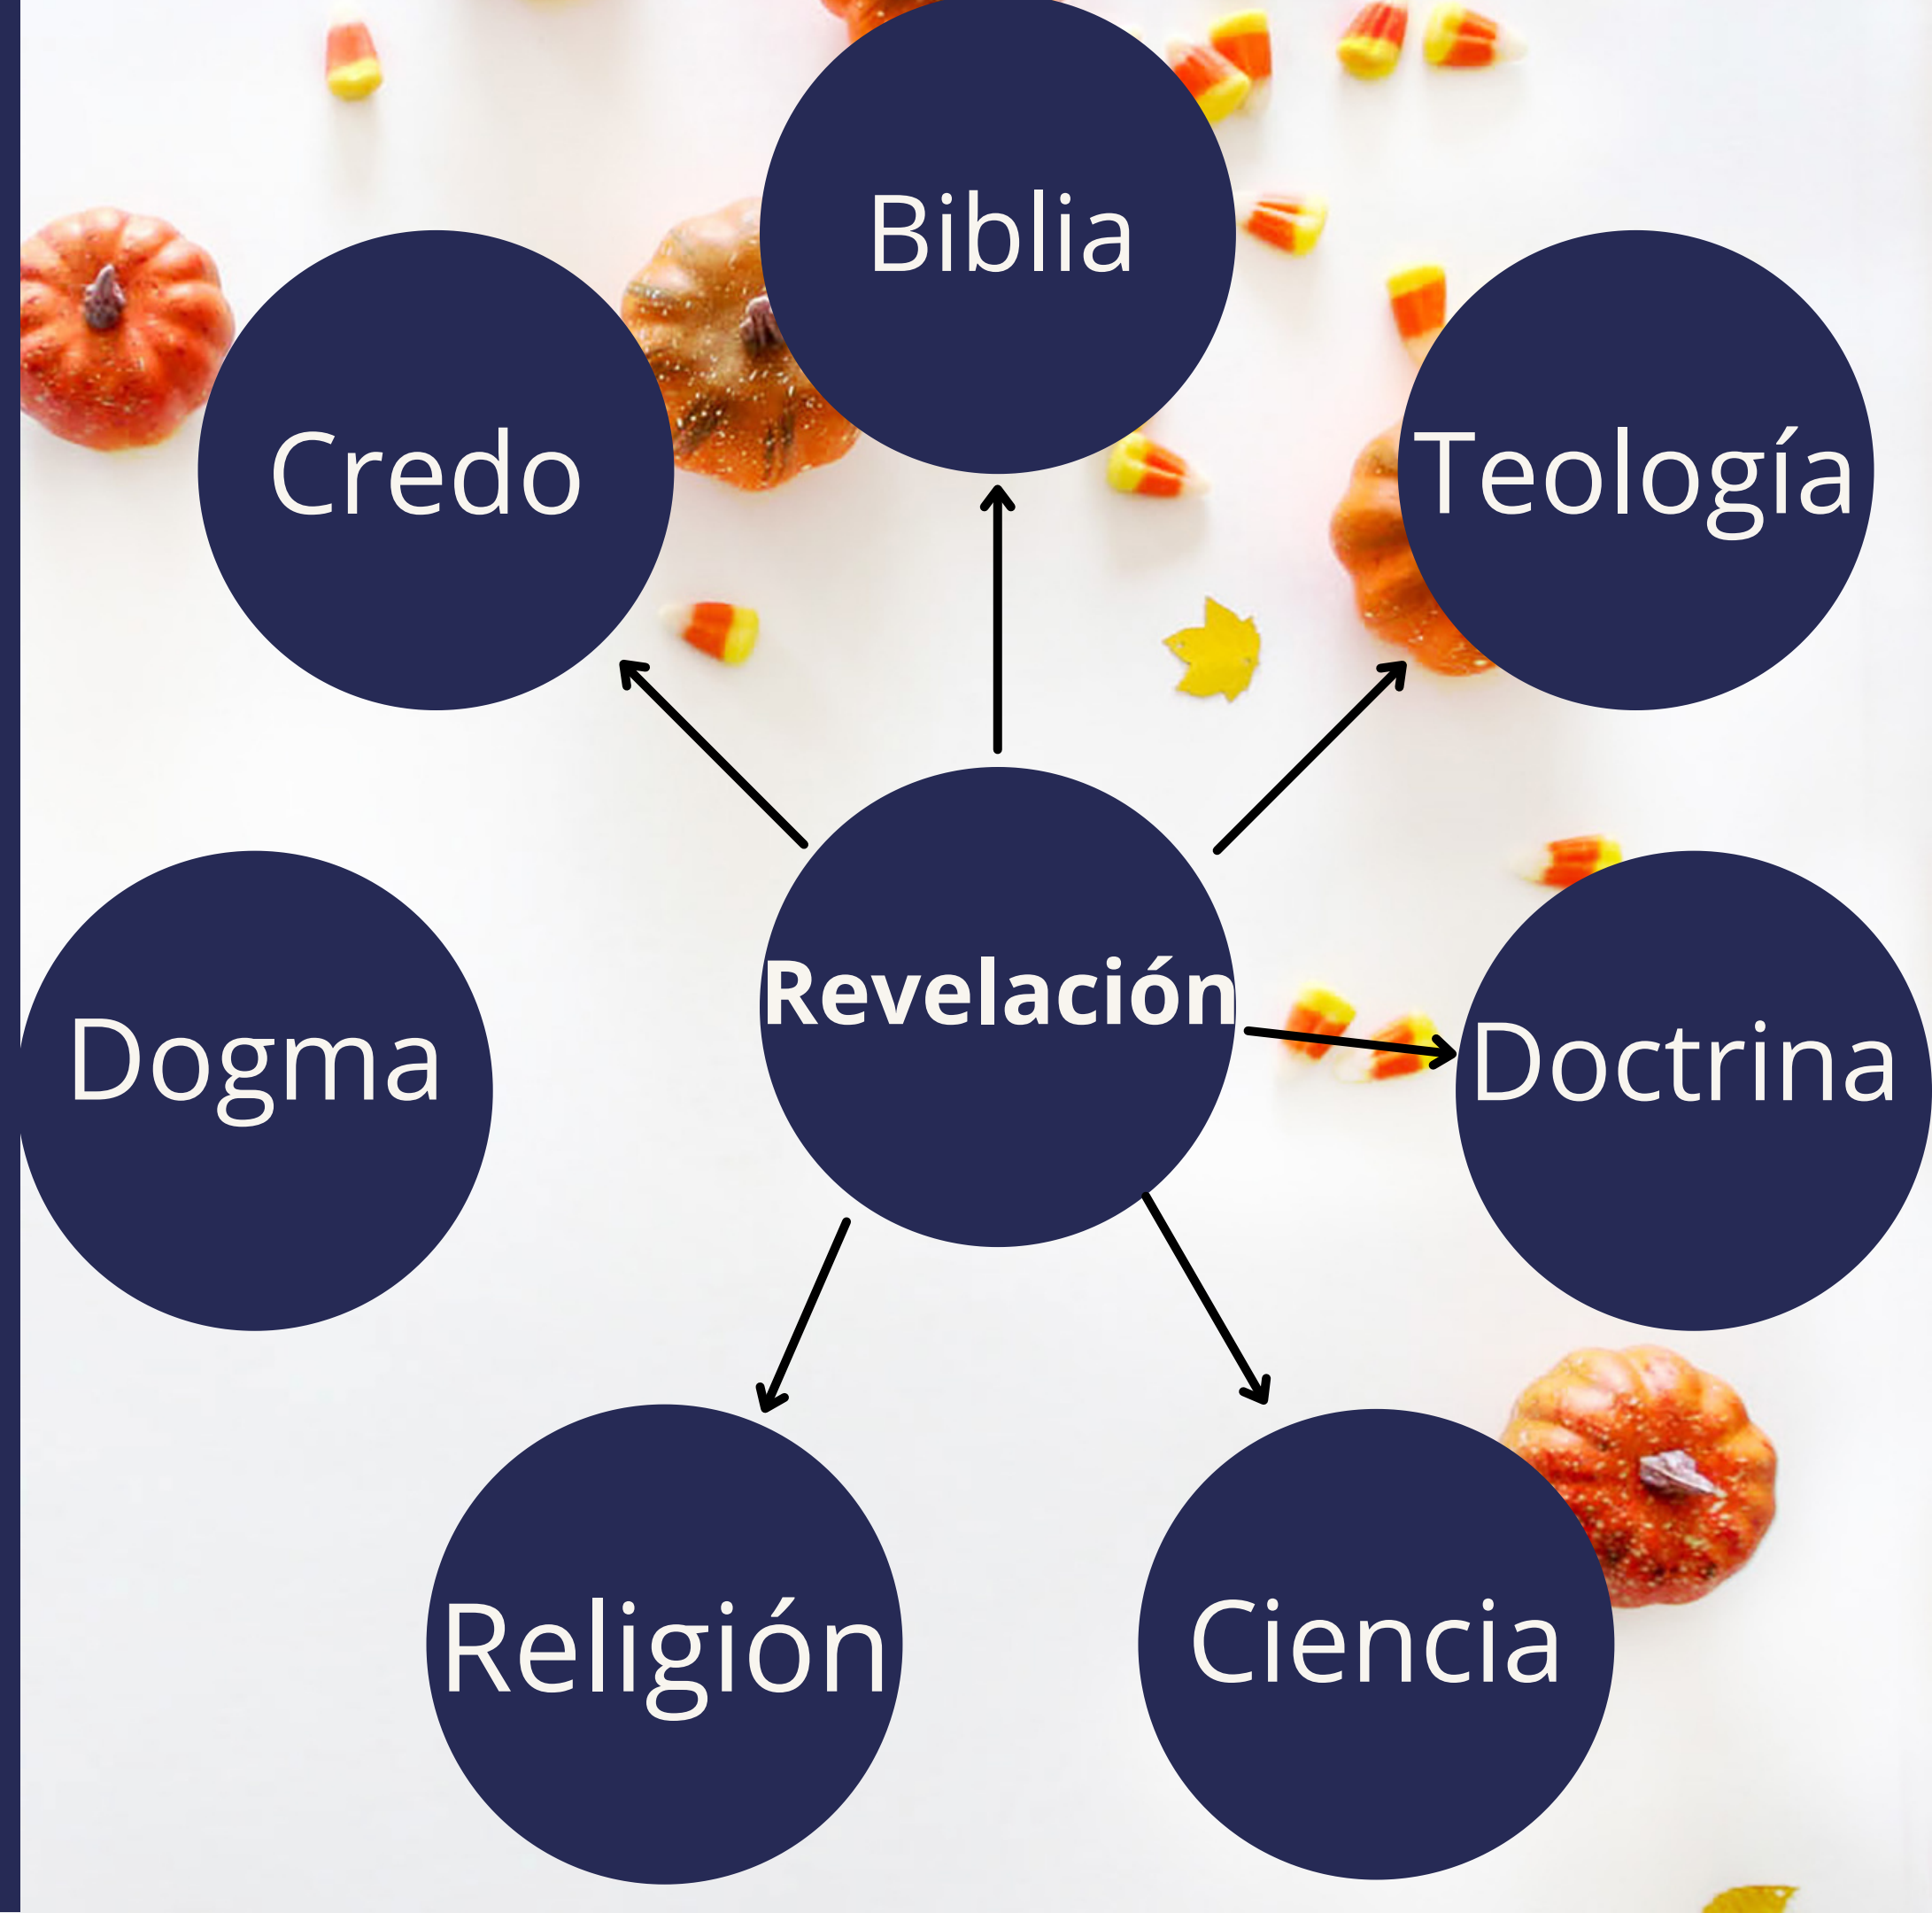 Biblia
Credo
Teología
Revelación
Dogma
Doctrina
Religión
Ciencia